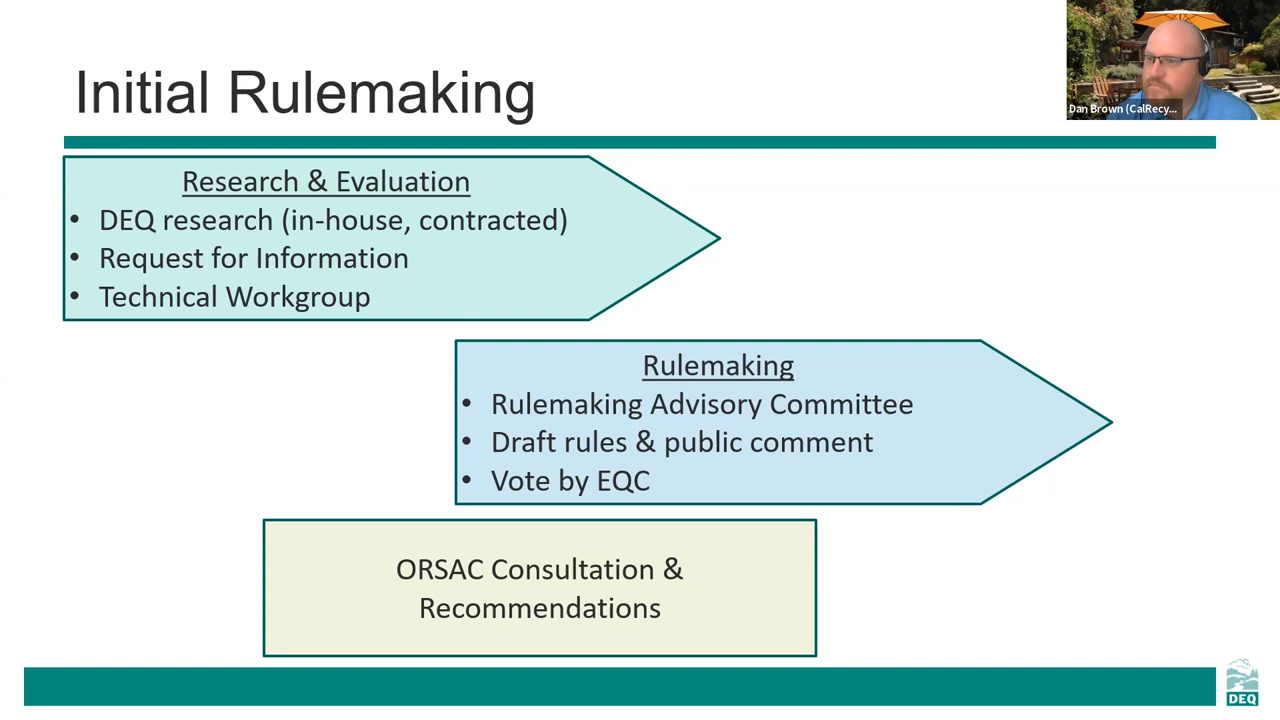 Initial Rulemaking
Dan Brown (CalRecy...
Research & Evaluation
• DEQ research (in-house, contracted)
• Request for Information
• Technical Workgroup
Rulemaking
• Rulemaking Advisory Committee
• Draft rules & public comment
• Vote by EQC
ORSAC Consultation &
Recommendations
DEQ